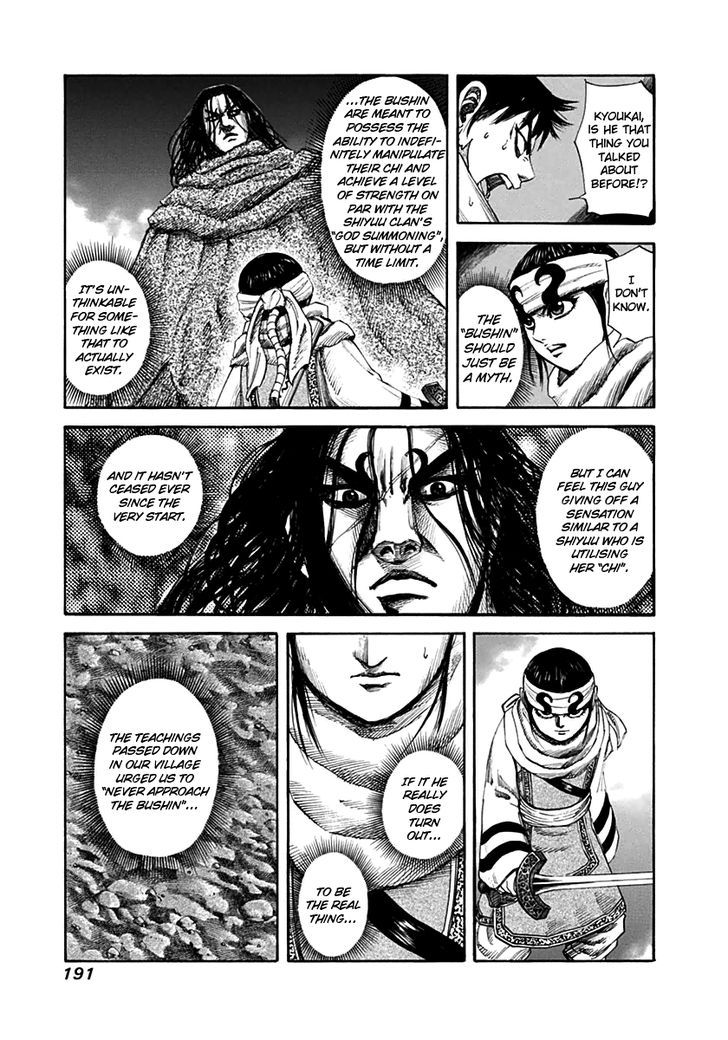 KYOUKAI,
IS HE THAT
THING YOU
TALKED
ABOUT
BEFORE!?
...THE BUSHIN
ARE MEANT TO
POSSESS THE
ABILITY TO INDEFI-
NITELY MANIPULATE
THEIR CHI AND
ACHIEVE A LEVEL
OF STRENGTH ON
PAR WITH THE
SHIYUU CLAN'S
"GOD SUMMONING",
BUT WITHOUT A
TIME LIMIT.
IT'S UN-
THINKABLE
FOR SOME-
THING LIKE
THAT TO
ACTUALLY
EXIST.
I
DON'T
KNOW.
THE
"BUSHIN"
SHOULD
JUST BE
A MYTH.
BUT I CAN
FEEL THIS GUY
GIVING OFF A
SENSATION
SIMILAR TO A
SHIYUU WHO IS
UTILISING
HER "CHI".
AND IT HASN'T
CEASED EVER
SINCE THE
VERY START.
IF IT HE
REALLY
DOES
TURN
OUT...
TO BE
THE REAL
THING...
THE TEACHINGS
PASSED DOWN
IN OUR VILLAGE
URGED US TO
"NEVER APPROACH
THE BUSHIN"...
191